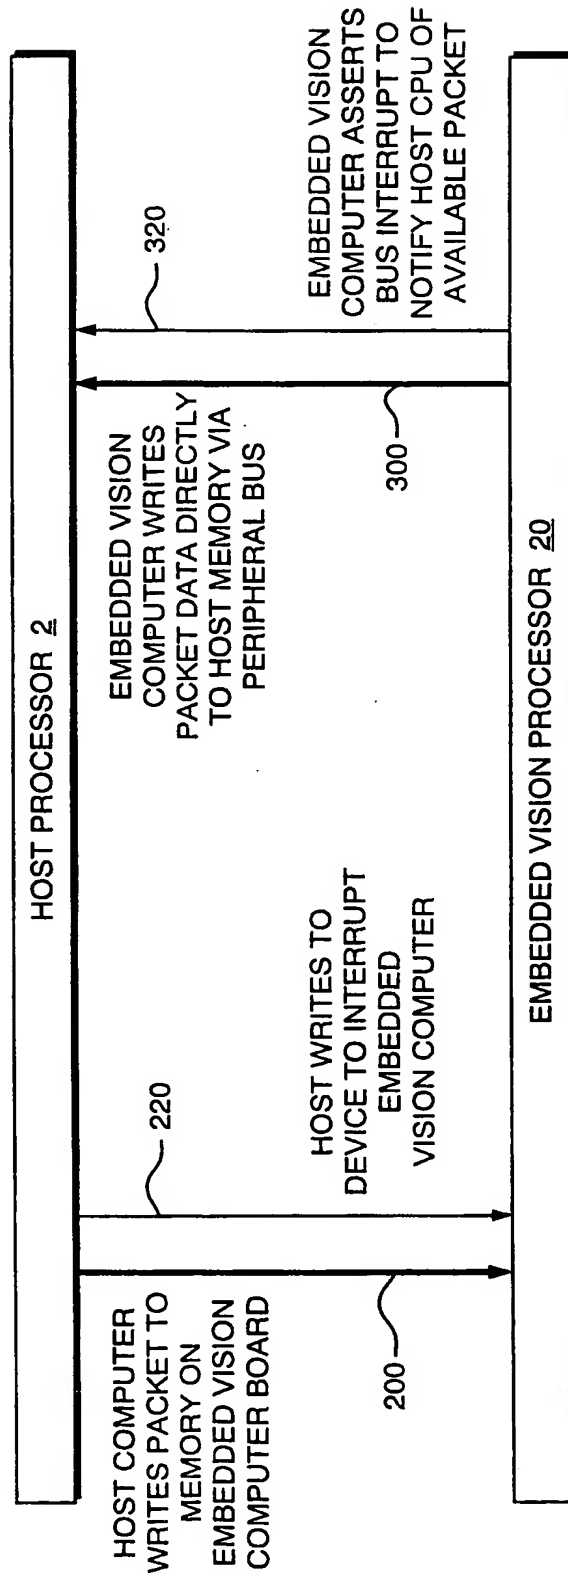 HOST PROCESSOR 2
HOST COMPUTER
WRITES PACKET TO
MEMORY ON
EMBEDDED VISION
COMPUTER BOARD
200
220
HOST WRITES TO
DEVICE TO INTERRUPT
EMBEDDED
VISION COMPUTER
EMBEDDED VISION
COMPUTER WRITES
PACKET DATA DIRECTLY
TO HOST MEMORY VIA
PERIPHERAL BUS
300
320
EMBEDDED VISION
COMPUTER ASSERTS
BUS INTERRUPT TO
NOTIFY HOST CPU OF
AVAILABLE PACKET
EMBEDDED VISION PROCESSOR 20